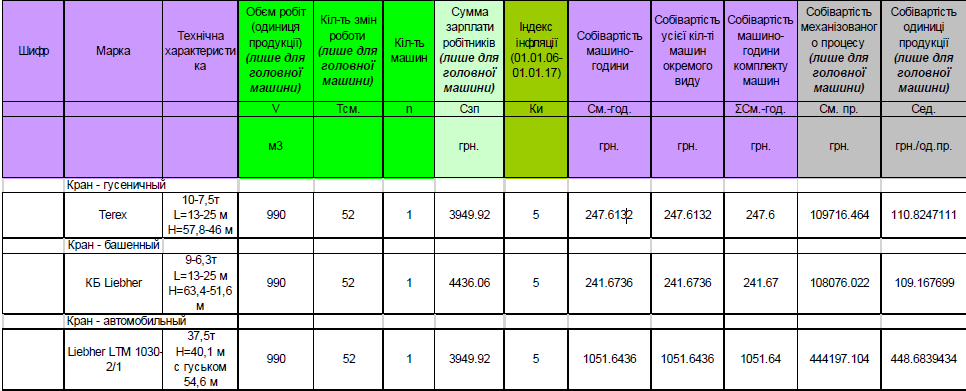 Шифр
Марка
Технічна
характеристи
ка
Обєм робіт
(одиниця
продукції)
(лише для
головної
машини)
Кіл-ть змін
роботи
(лише для
головної
машини)
Кіл-ть
машин
Сумма
зарплати
робітників
(лише для
головної
машини)
Індекс
інфляції
(01.01.06-
01.01.17)
Собівартість
машино-
години
Собівартість
усієї кіл-ті
машин
окремого
виду
Собівартість
машино-
години
комплекту
машин
Собівартість
механізованог
о процесу
(лише для
головної
машини)
Собівартість
одиниці
продукції
(лише для
головної
машини)
V Тсм. n Сзп Ки См.-год. ΣСм.-год. См. пр. Сед.
м3 грн. грн. грн. грн. грн. грн./од.пр.
Кран - гусеничный
Terex
10-7,5т
L=13-25 м
H=57,8-46 м
990 52 1 3949.92 5 247.6132 247.6132 247.6 109716.464 110.8247111
Кран - башенный
КБ Liebher
9-6,3т
L=13-25 м
H=63,4-51,6
м
990 52 1 4436.06 5 241.6736 241.6736 241.67 108076.022 109.167699
Кран - автомобильный
Liebher LTM 1030-
2/1
37,5т
H=40,1 м
с гуськом
54,6 м
990 52 1 3949.92 5 1051.6436 1051.6436 1051.64 444197.104 448.6839434